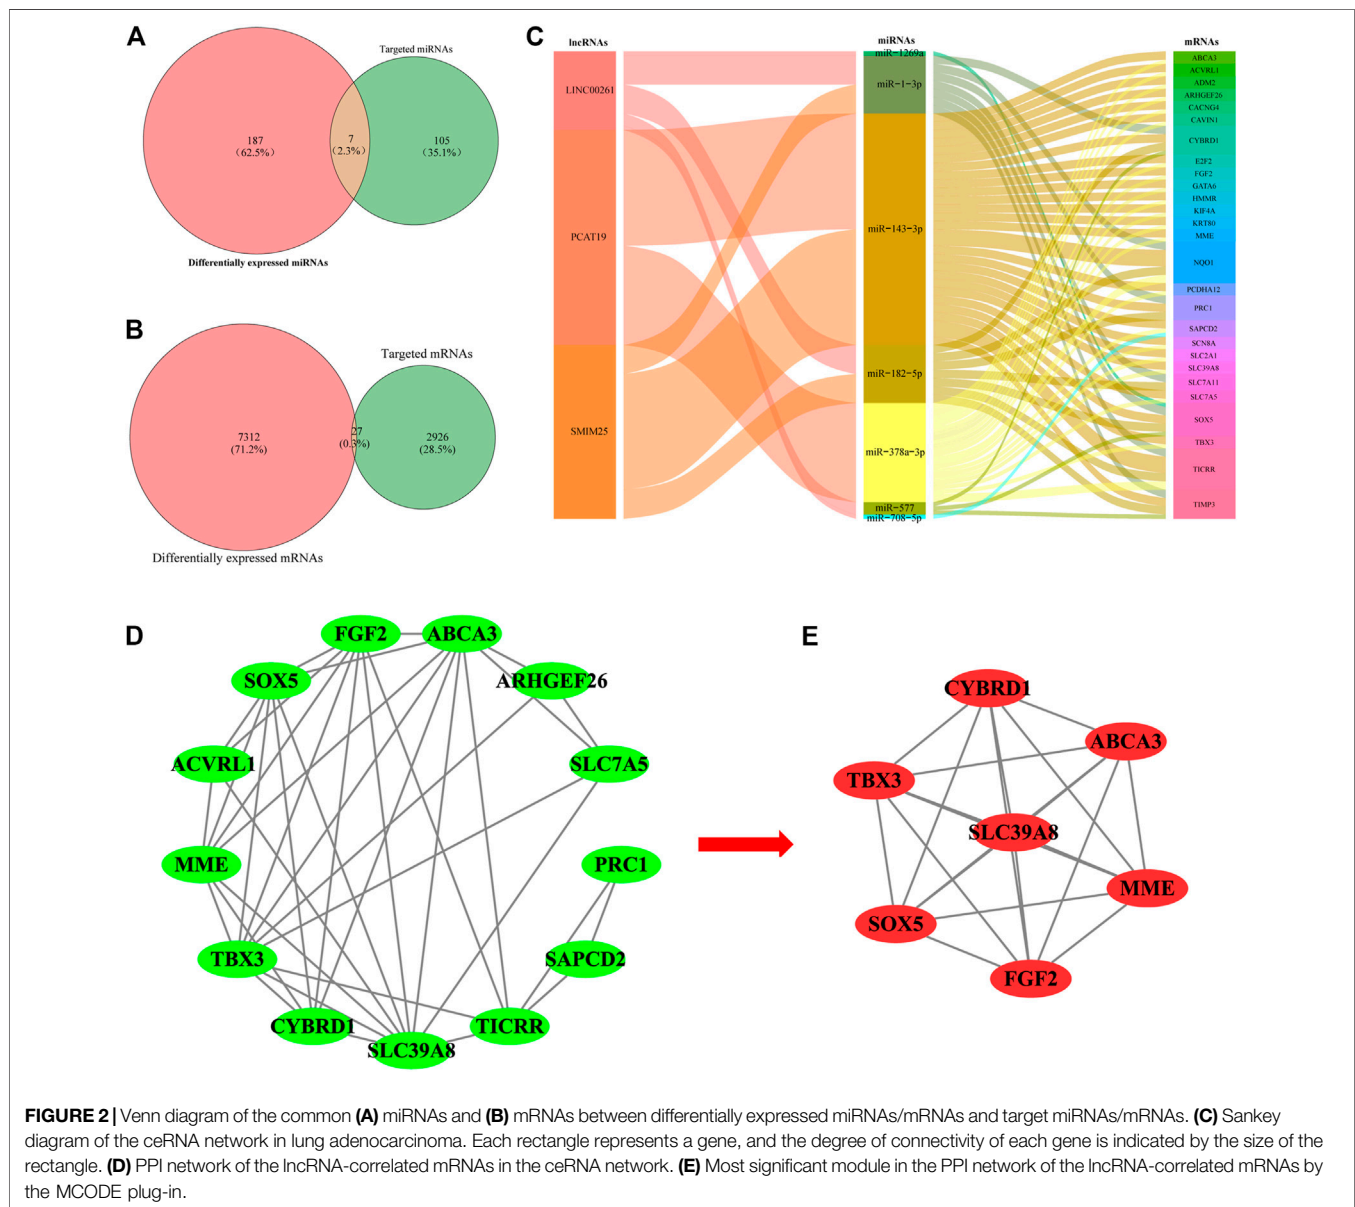 A
Targeted miRNAs
187
(62.5%)
7
(2.3%)
105
(35.1%)
Differentially expressed miRNAs
B
Targeted mRNAs
7312
(71.2%)
27
(0.3%)
2926
(28.5%)
Differentially expressed mRNAs
C
lncRNAs
LINC00261
PCAT19
SMIM25
miRNAs
miR-1269a
miR-1-3p
miR-143-3p
miR-182-5p
miR-378a-3p
miR-577
miR-708-5p
mRNAs
ABCA3
ACVRL1
ADM2
ARHGEF26
CACNG4
CAVIN1
CYBRD1
E2F2
FGF2
GATA6
HMMR
KIF4A
KRT80
MME
NQO1
PCDHA12
PRC1
SAPCD2
SCN8A
SLC2A1
SLC39A8
SLC7A11
SLC7A5
SOX5
TBX3
TICRR
TIMP3
D
FGF2
ABCA3
SOX5
ARHGEF26
ACVRL1
SLC7A5
MME
PRC1
TBX3
SAPCD2
CYBRD1
TICRR
SLC39A8
E
CYBRD1
ABCA3
TBX3
SLC39A8
MME
SOX5
FGF2
FIGURE 2 | Venn diagram of the common (A) miRNAs and (B) mRNAs between differentially expressed miRNAs/mRNAs and target miRNAs/mRNAs. (C) Sankey
diagram of the ceRNA network in lung adenocarcinoma. Each rectangle represents a gene, and the degree of connectivity of each gene is indicated by the size of the
rectangle. (D) PPI network of the lncRNA-correlated mRNAs in the ceRNA network. (E) Most significant module in the PPI network of the lncRNA-correlated mRNAs by
the MCODE plug-in.